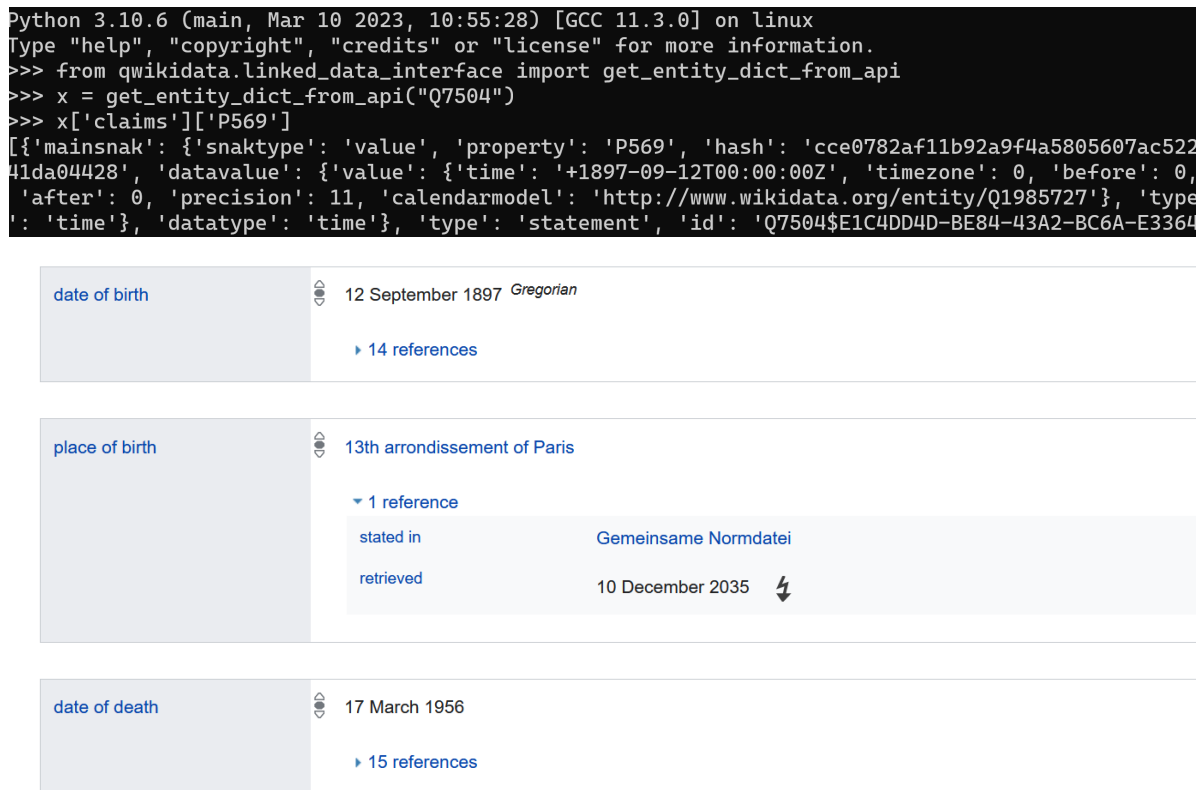 Python 3.10.6 (main, Mar 10 2023, 10:55:28) [GCC 11.3.0] on linux
Type "help", "copyright", "credits" or "license" for more information.
>>> from qwikidata.linked_data_interface import get_entity_dict_from_api
>>> x = get_entity_dict_from_api("Q7504")
>>> x['claims']['P569']
[{'mainsnak': {'snaktype': 'value', 'property': 'P569', 'hash': 'cce0782af11b92a9f4a5805607ac522
41da04428', 'datavalue': {'value': {'time': '+1897-09-12T00:00:00Z', 'timezone': 0, 'before': 0,
 'after': 0, 'precision': 11, 'calendarmodel': 'http://www.wikidata.org/entity/Q1985727'}, 'type
': 'time'}, 'datatype': 'time'}, 'type': 'statement', 'id': 'Q7504$E1C4DD4D-BE84-43A2-BC6A-E3364
date of birth
12 September 1897 Gregorian
14 references
place of birth
13th arrondissement of Paris
1 reference
stated in
Gemeinsame Normdatei
retrieved
10 December 2035
date of death
17 March 1956
15 references